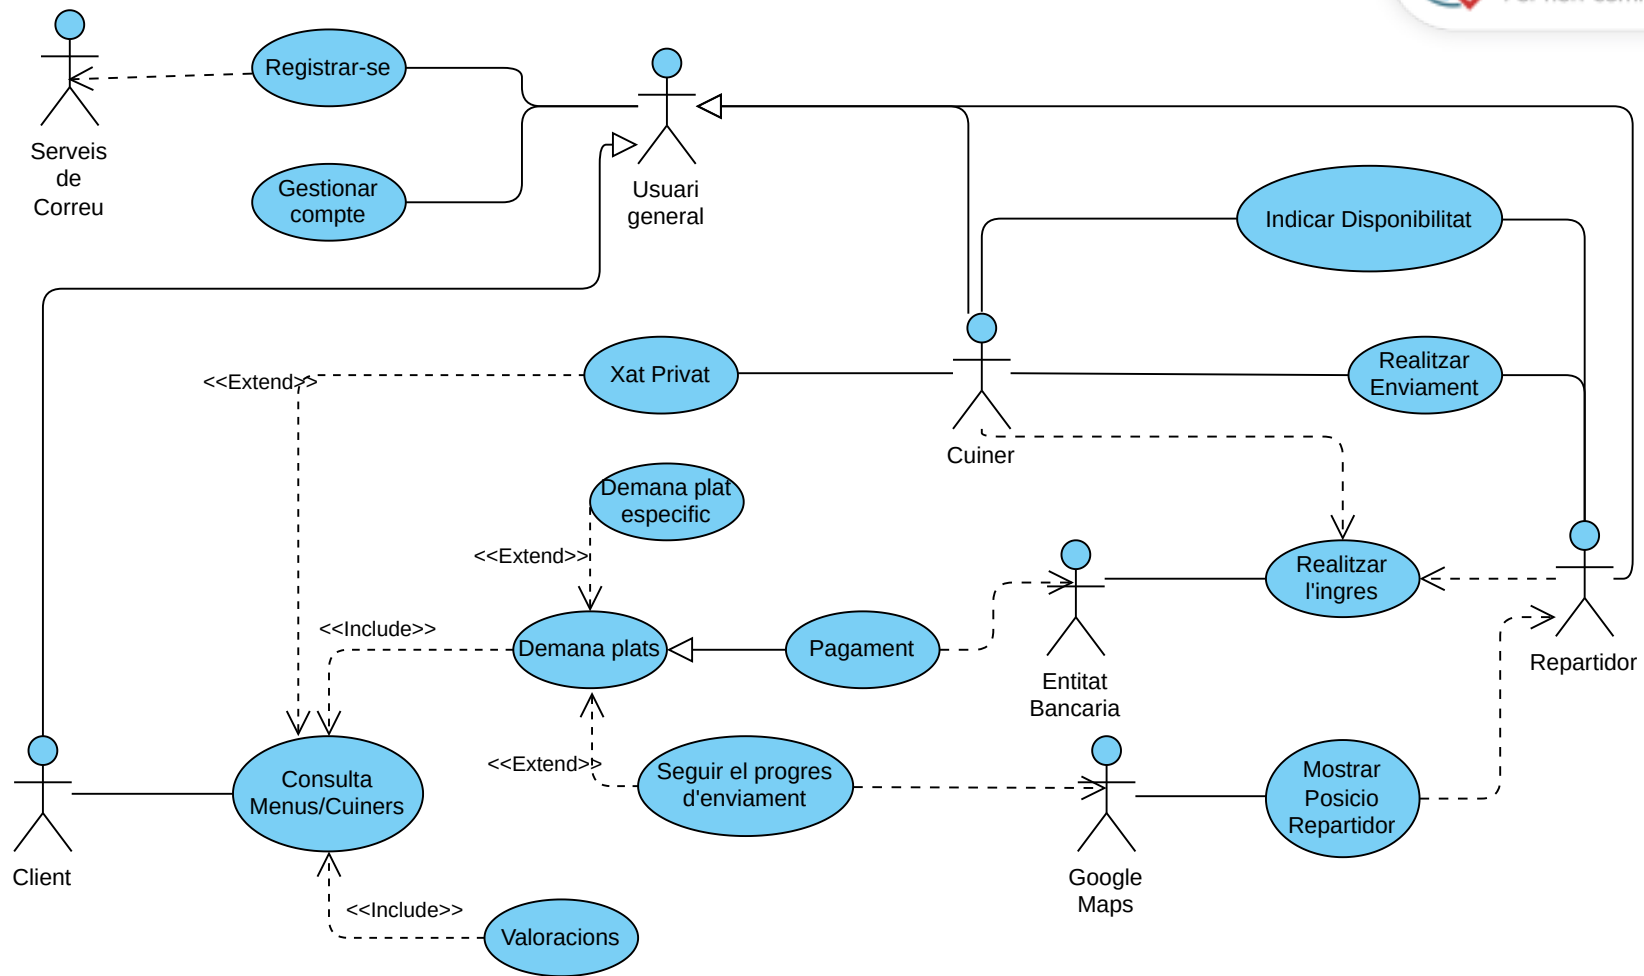 Registrar-se
Serveis
de
Correu
Gestionar
compte
Usuari
general
Indicar Disponibilitat
<<Extend>>
Xat Privat
Realitzar
Enviament
Cuiner
Demana plat
especific
<<Extend>>
Realitzar
l'ingres
<<Include>>
Demana plats
Pagament
Entitat
Bancaria
Repartidor
<<Extend>>
Seguir el progres
d'enviament
Mostrar
Posicio
Repartidor
Consulta
Menus/Cuiners
Client
Google
Maps
<<Include>>
Valoracions